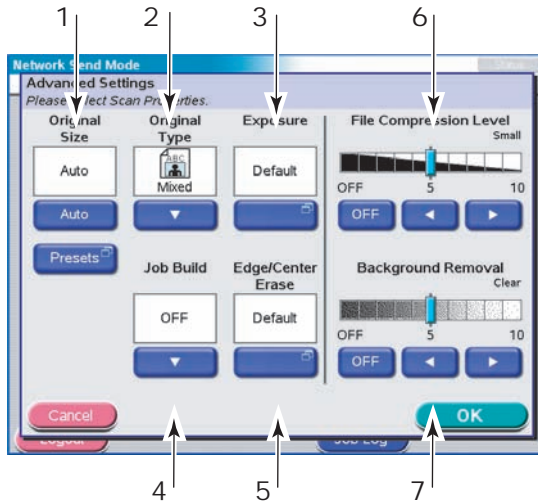 1 2 3 6
Network Send Mode Status
Advanced Settings
Please Select Scan Properties.
Original Size
Auto
Auto
Presets
Original Type
ABC
Mixed
Exposure
Default
File Compression Level
Small
OFF 5 10
OFF
Job Build
OFF
Edge/Center Erase
Default
Background Removal
Clear
OFF 5 10
OFF
Cancel
OK
Logout
Job Log
4 5 7